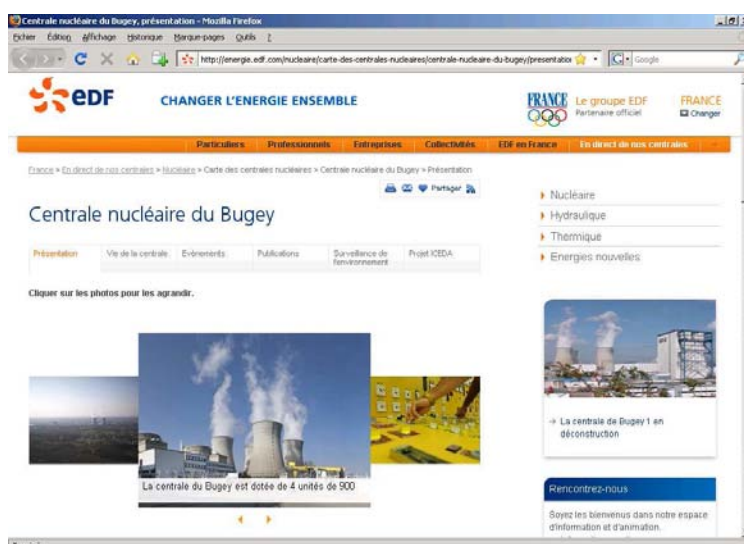 Centrale nucléaire du Bugey, présentation - Mozilla Firefox
Fichier Édition Affichage Historique Marque-pages Outils ?
http://energie.edf.com/nucleaire/carte-des-centrales-nucleaires/centrale-nucleaire-du-bugey/presentation
Google
eDF
CHANGER L'ENERGIE ENSEMBLE
FRANCE
Le groupe EDF
Partenaire officiel
FRANCE
Changer
Particuliers Professionnels Entreprises Collectivités EDF en France En direct de nos centrales
France > En direct de nos centrales > Nucléaire > Carte des centrales nucléaires > Centrale nucléaire du Bugey > Présentation
Partager
Centrale nucléaire du Bugey
Présentation Vie de la centrale Evènements Publications Surveillance de l'environnement Projet ICEDA
Cliquer sur les photos pour les agrandir.
La centrale du Bugey est dotée de 4 unités de 900
Nucléaire
Hydraulique
Thermique
Energies nouvelles
→ La centrale de Bugey 1 en
déconstruction
Rencontrez-nous
Soyez les bienvenus dans notre espace
d'information et d'animation.